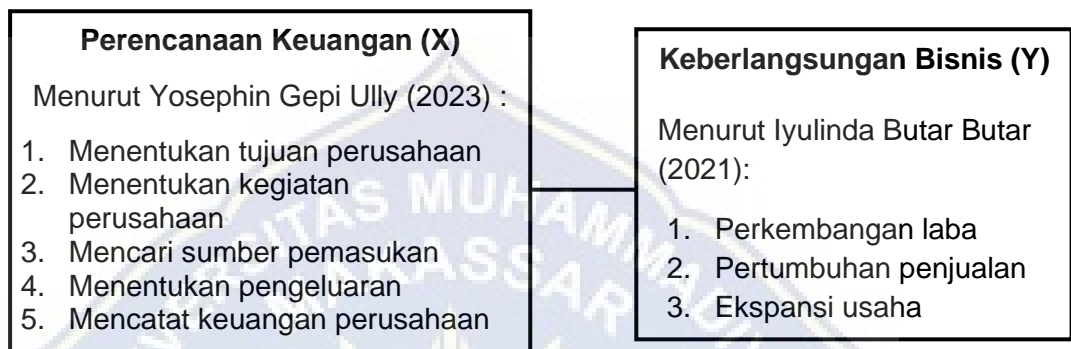 Perencanaan Keuangan (X)
Menurut Yosephin Gepi Ully (2023) :
1. Menentukan tujuan perusahaan
2. Menentukan kegiatan
perusahaan
3. Mencari sumber pemasukan
4. Menentukan pengeluaran
5. Mencatat keuangan perusahaan
Keberlangsungan Bisnis (Y)
Menurut Iyulinda Butar Butar
(2021):
1. Perkembangan laba
2. Pertumbuhan penjualan
3. Ekspansi usaha